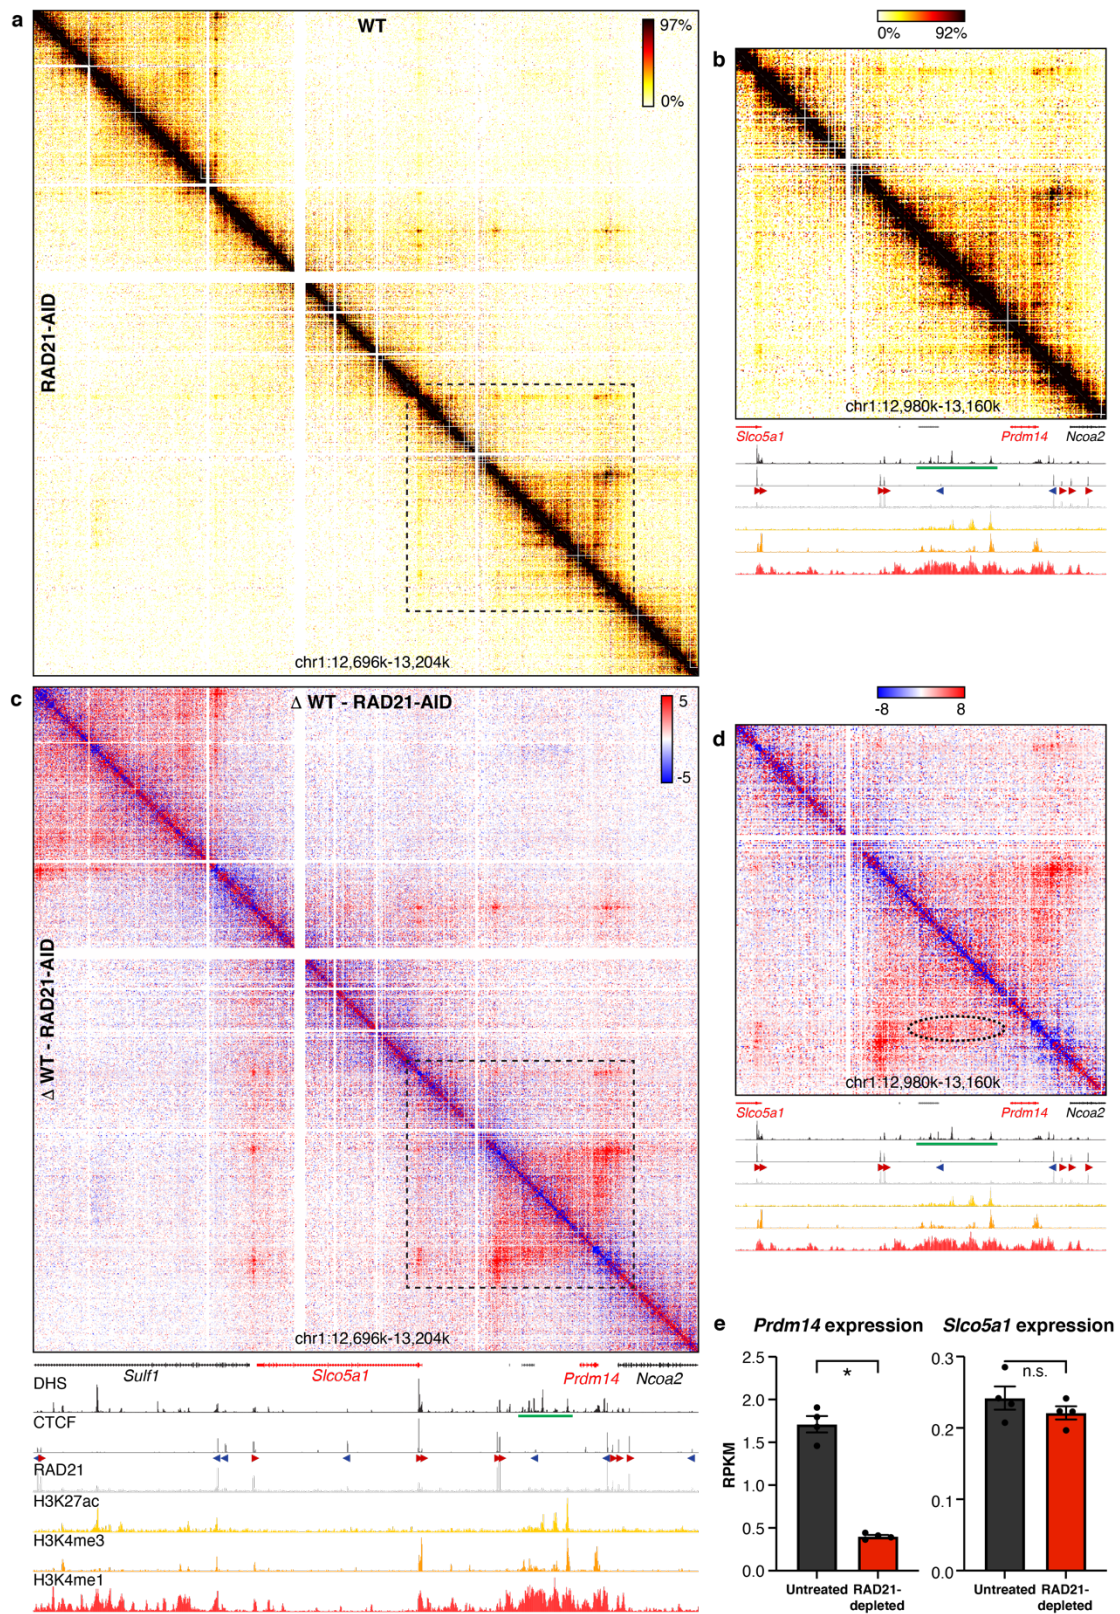 a
WT
97%
0%
RAD21-AID
chr1:12,696k-13,204k
0%
92%
b
chr1:12,980k-13,160k
Slco5a1
Prdm14
Ncoa2
c
Δ WT - RAD21-AID
5
-5
Δ WT - RAD21-AID
chr1:12,696k-13,204k
Sulf1
Slco5a1
Prdm14
Ncoa2
DHS
CTCF
RAD21
H3K27ac
H3K4me3
H3K4me1
-8
8
d
chr1:12,980k-13,160k
Slco5a1
Prdm14
Ncoa2
e
Prdm14 expression
Slco5a1 expression
RPKM
2.5
2.0
1.5
1.0
0.5
0.0
*
Untreated
RAD21-
depleted
0.3
0.2
0.1
0.0
n.s.
Untreated
RAD21-
depleted